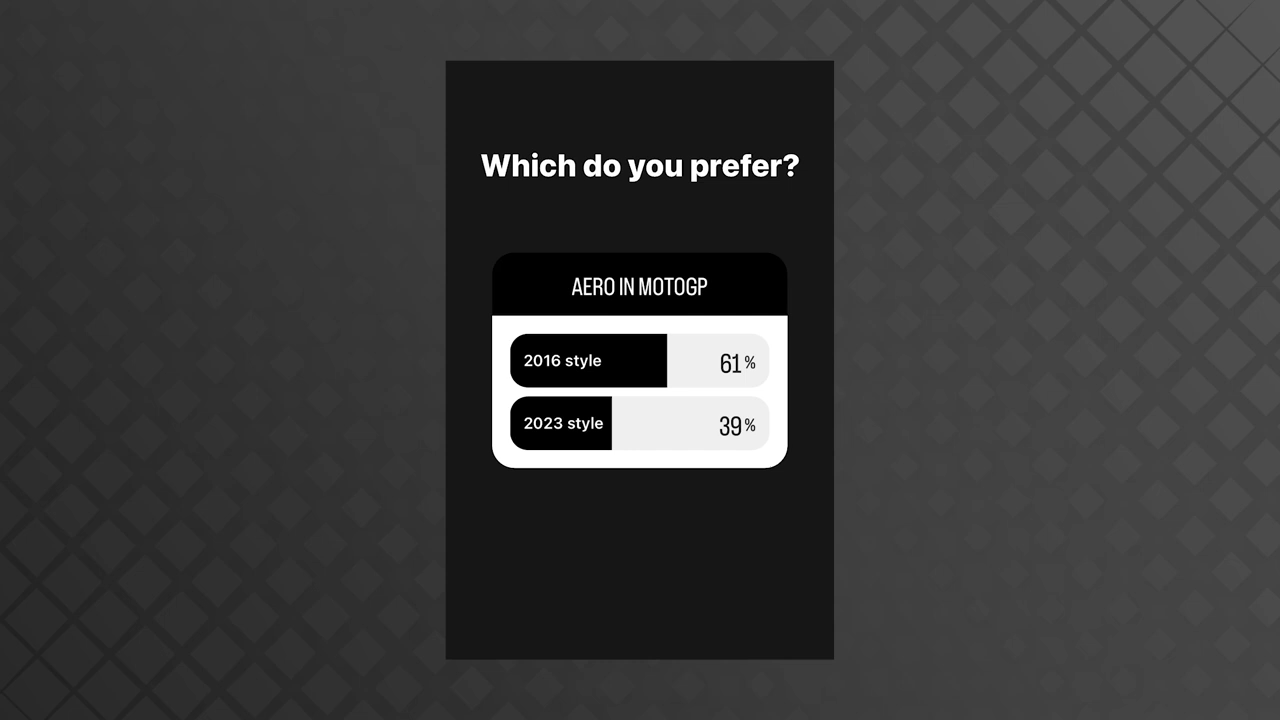 Which do you prefer?
AERO IN MOTOGP
2016 style 61%
2023 style 39%